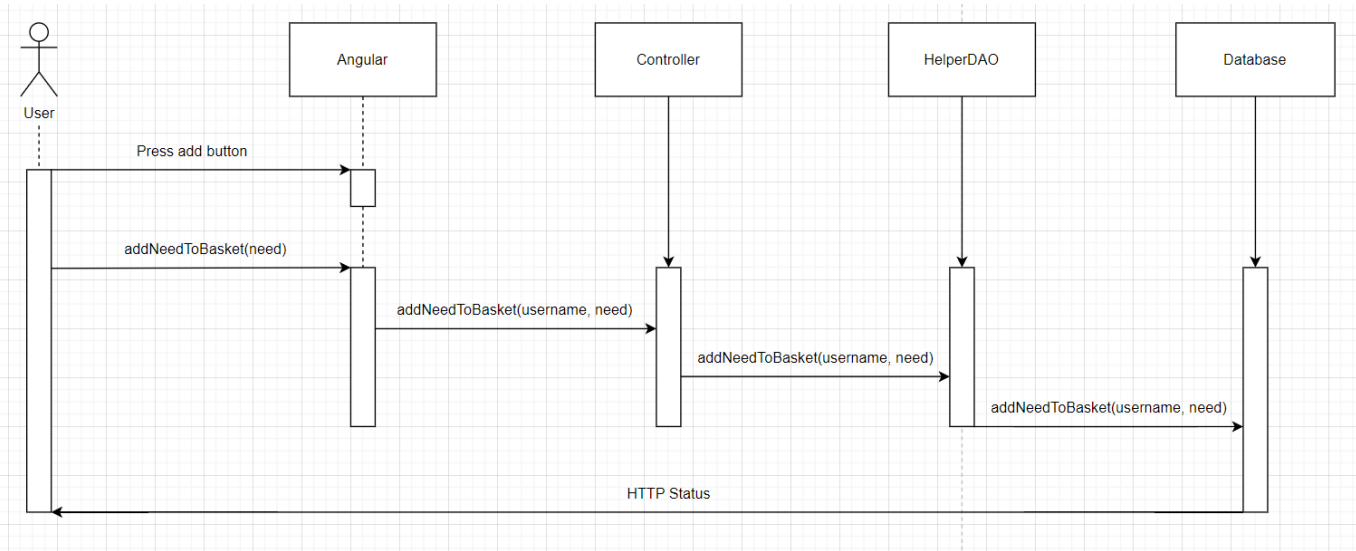 Angular
Controller
HelperDAO
Database
User
Press add button
addNeedToBasket(need)
addNeedToBasket(username, need)
addNeedToBasket(username, need)
addNeedToBasket(username, need)
HTTP Status